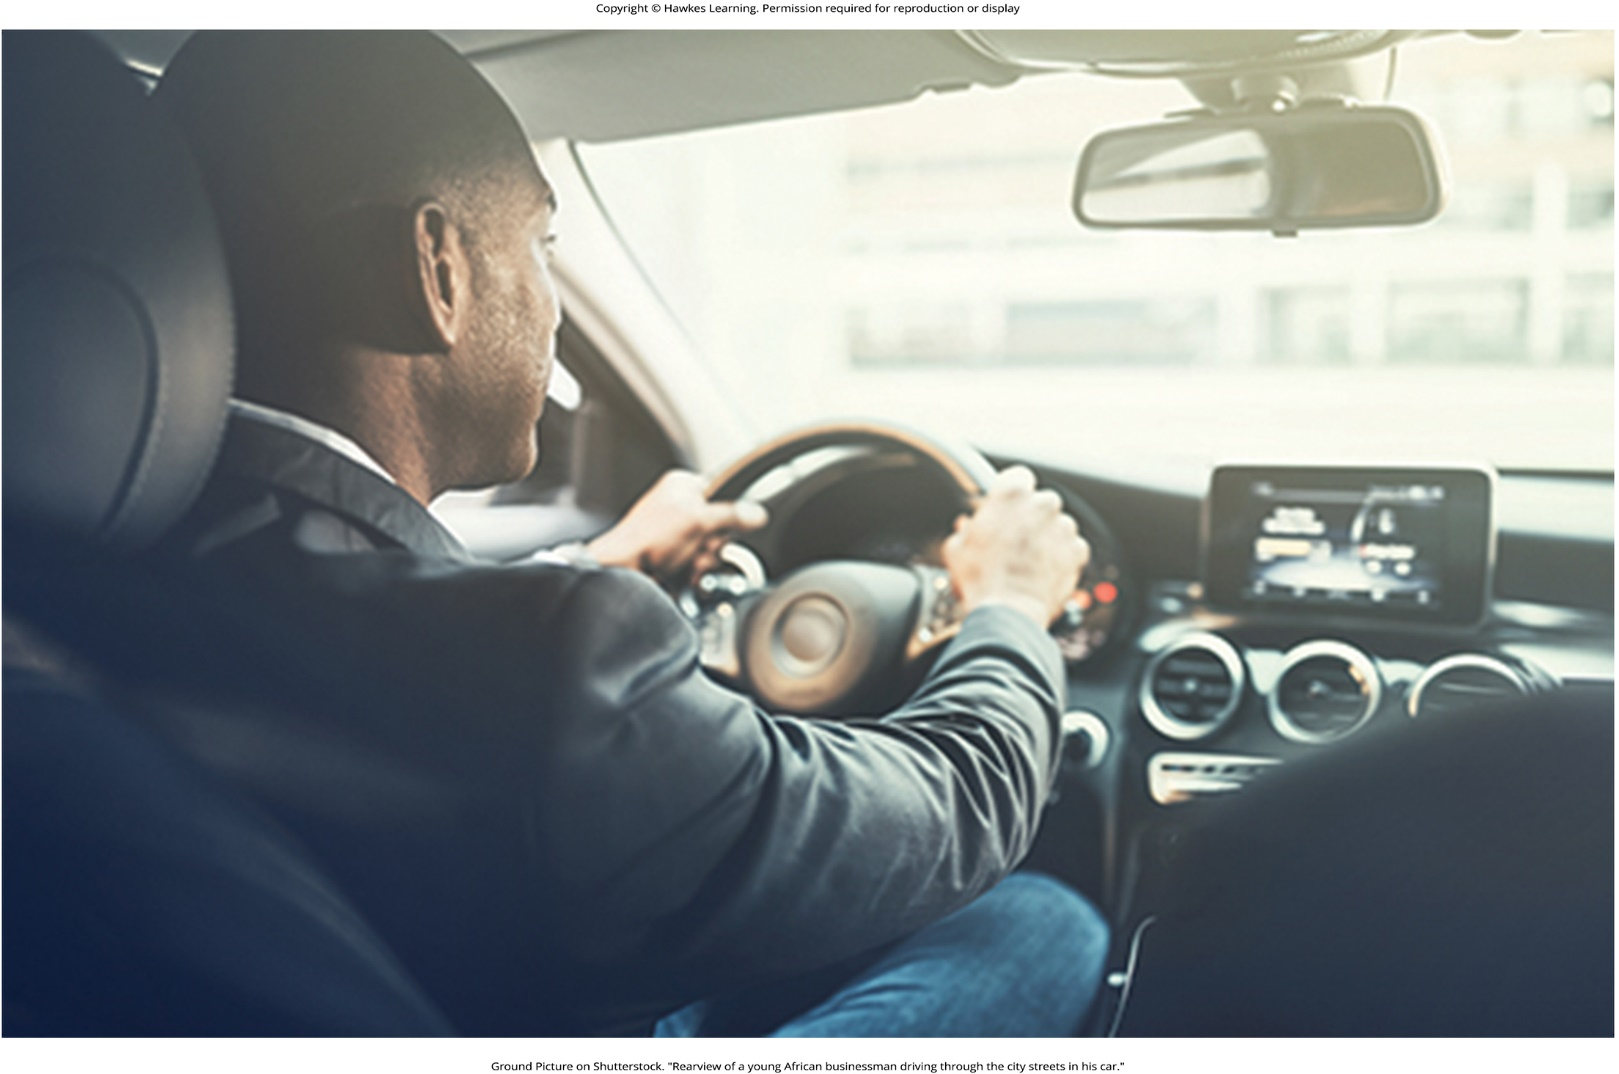 Copyright © Hawkes Learning. Permission required for reproduction or display
Ground Picture on Shutterstock. "Rearview of a young African businessman driving through the city streets in his car."